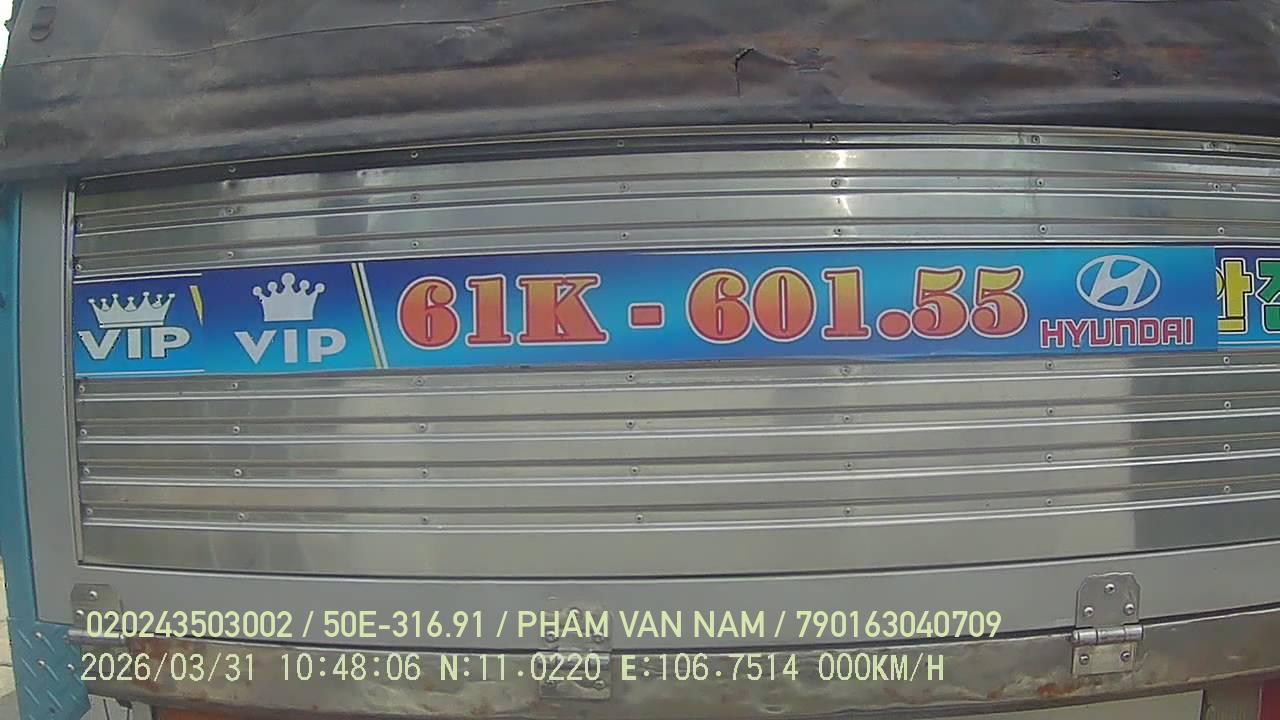 VIP
VIP 61K - 601.55 HYUNDAI
020243503002 / 50E-316.91 / PHAM VAN NAM / 790163040709
2026/03/31 10:48:06 N:11.0220 E:106.7514 000KM/H